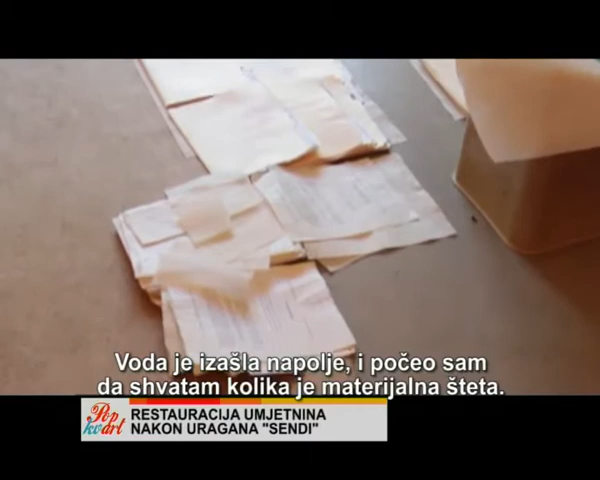 Voda je izašla napolje, i počeo sam
da shvatam kolika je materijalna šteta.
Pop
kvart
RESTAURACIJA UMJETNINA
NAKON URAGANA "SENDI"